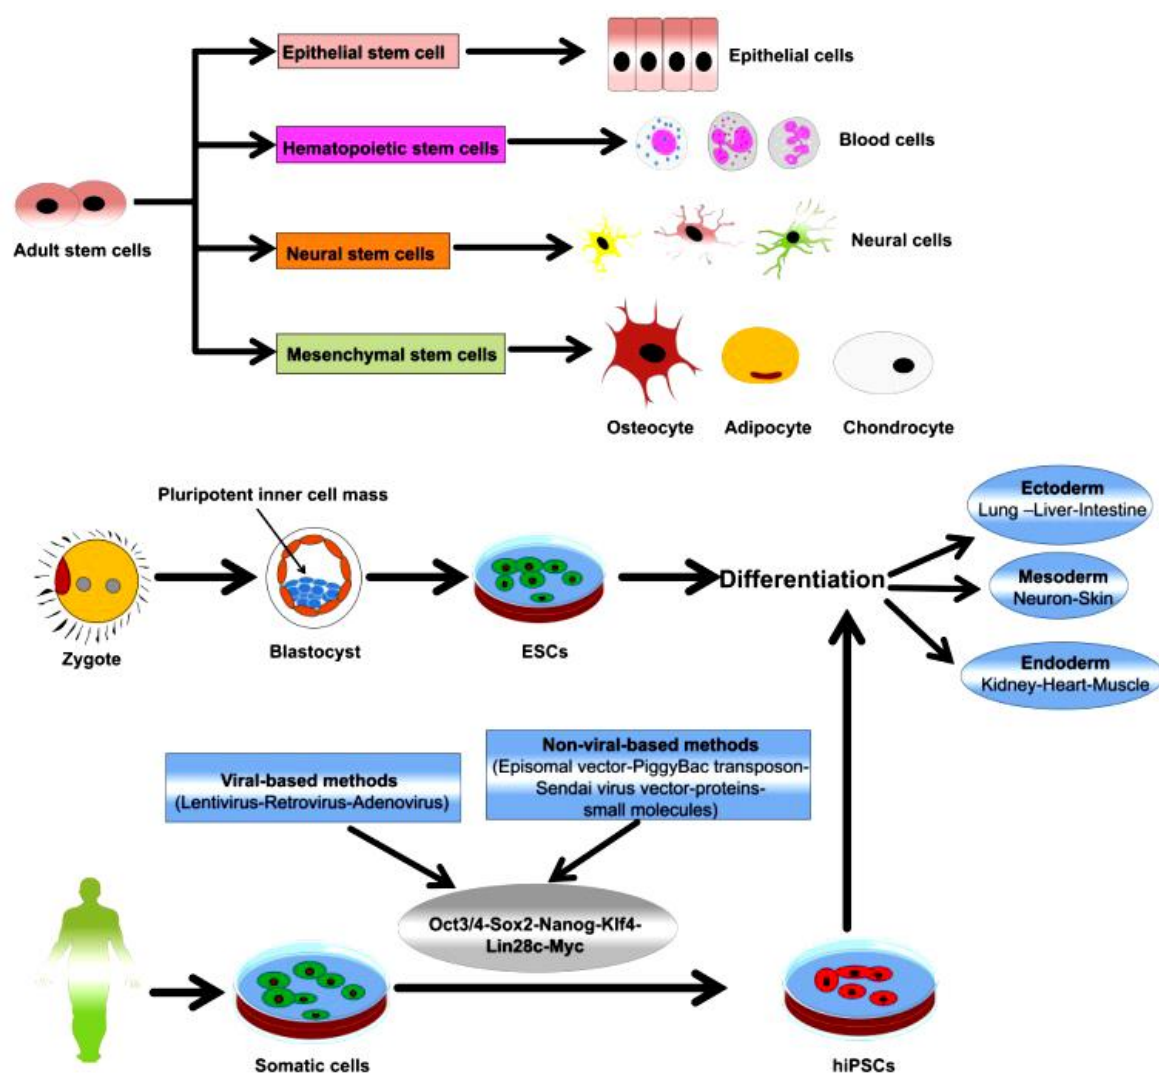 Epithelial stem cell
Epithelial cells
Hematopoietic stem cells
Blood cells
Adult stem cells
Neural stem cells
Neural cells
Mesenchymal stem cells
Osteocyte
Adipocyte
Chondrocyte
Pluripotent inner cell mass
Zygote
Blastocyst
ESCs
Differentiation
Ectoderm
Lung –Liver-Intestine
Mesoderm
Neuron-Skin
Endoderm
Kidney-Heart-Muscle
Viral-based methods
(Lentivirus-Retrovirus-Adenovirus)
Non-viral-based methods
(Episomal vector-PiggyBac transposon-
Sendai virus vector-proteins-
small molecules)
Oct3/4-Sox2-Nanog-Klf4-
Lin28c-Myc
Somatic cells
hiPSCs